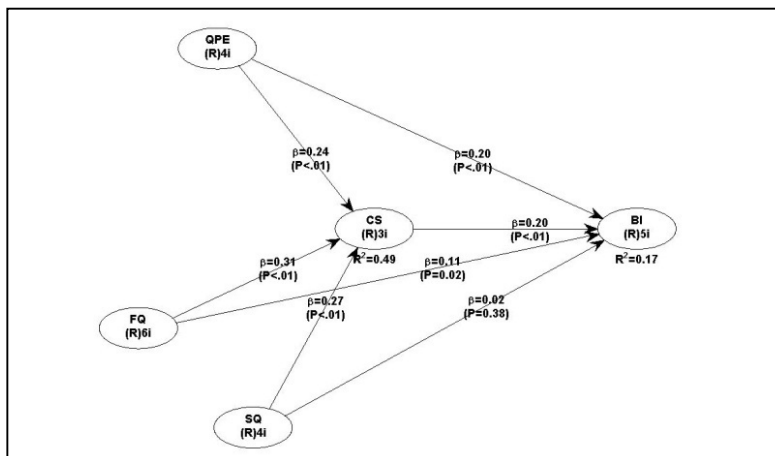 QPE
(R)4i
β=0.24
(P<.01)
β=0.20
(P<.01)
CS
(R)3i
R²=0.49
β=0.20
(P<.01)
BI
(R)5i
R²=0.17
β=0.31
(P<.01)
β=0.11
(P=0.02)
β=0.27
(P<.01)
β=0.02
(P=0.38)
FQ
(R)6i
SQ
(R)4i